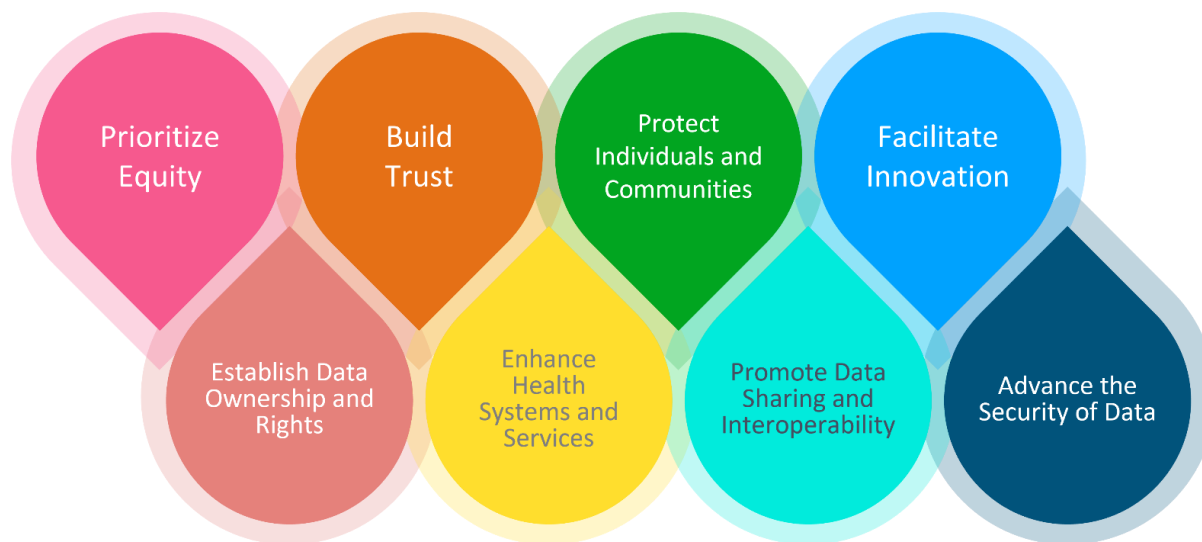 Prioritize
Equity
Build
Trust
Protect
Individuals and
Communities
Facilitate
Innovation
Establish Data
Ownership and
Rights
Enhance
Health
Systems and
Services
Promote Data
Sharing and
Interoperability
Advance the
Security of Data